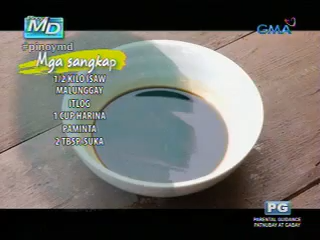 Pinoy MD
#pinoymd
GMA
Mga sangkap
1/2 KILO ISAW
MALUNGGAY
ITLOG
1 CUP HARINA
PAMINTA
2 TBSP. SUKA
PG
PARENTAL GUIDANCE
PATNUBAY AT GABAY